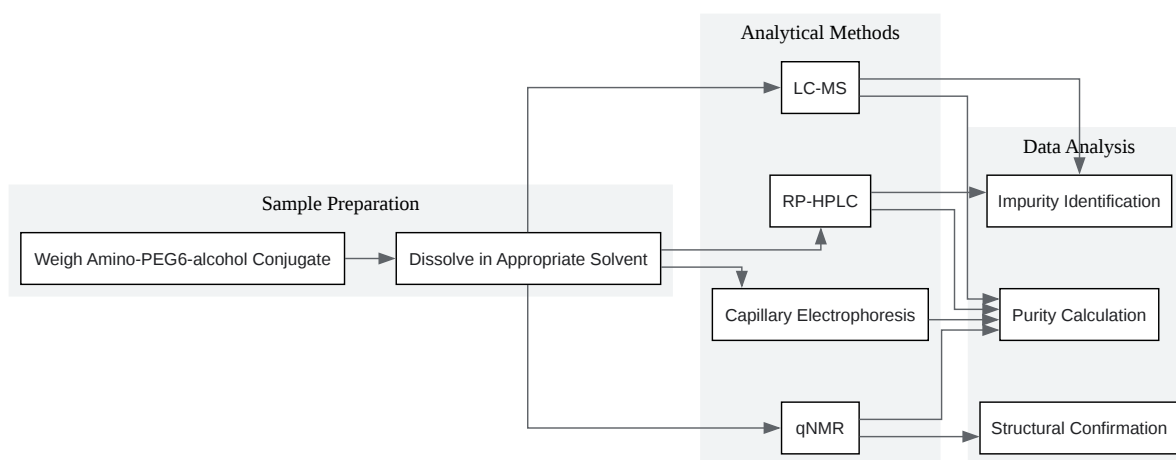 Analytical Methods
LC-MS
Data Analysis
Sample Preparation
RP-HPLC
Impurity Identification
Weigh Amino-PEG6-alcohol Conjugate
Dissolve in Appropriate Solvent
Capillary Electrophoresis
Purity Calculation
qNMR
Structural Confirmation